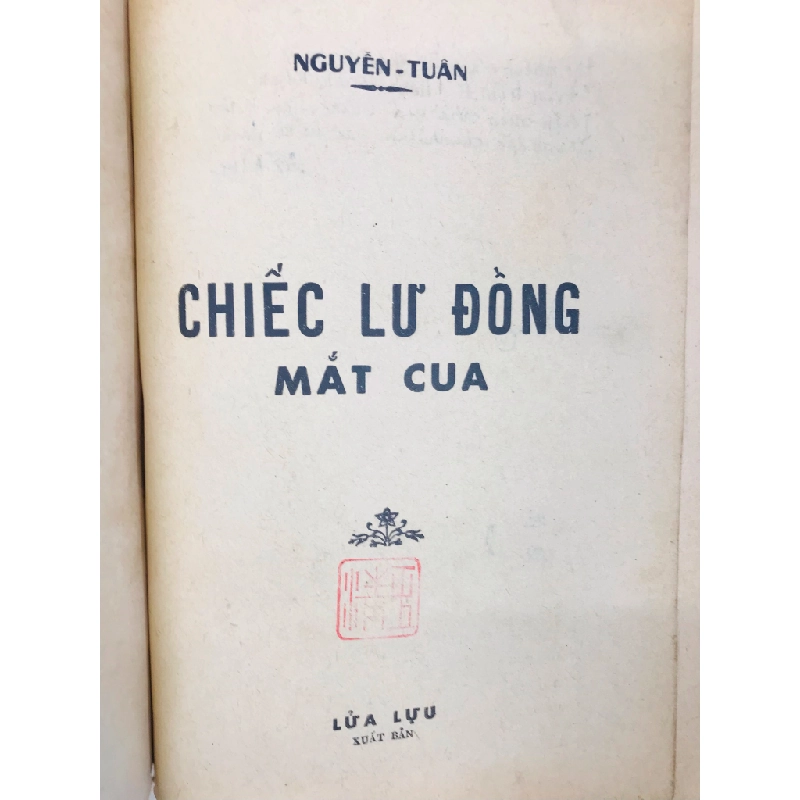 NGUYỄN-TUÂN
CHIẾC LƯ ĐỒNG
MẮT CUA
LỬA LỰU
XUẤT BẢN